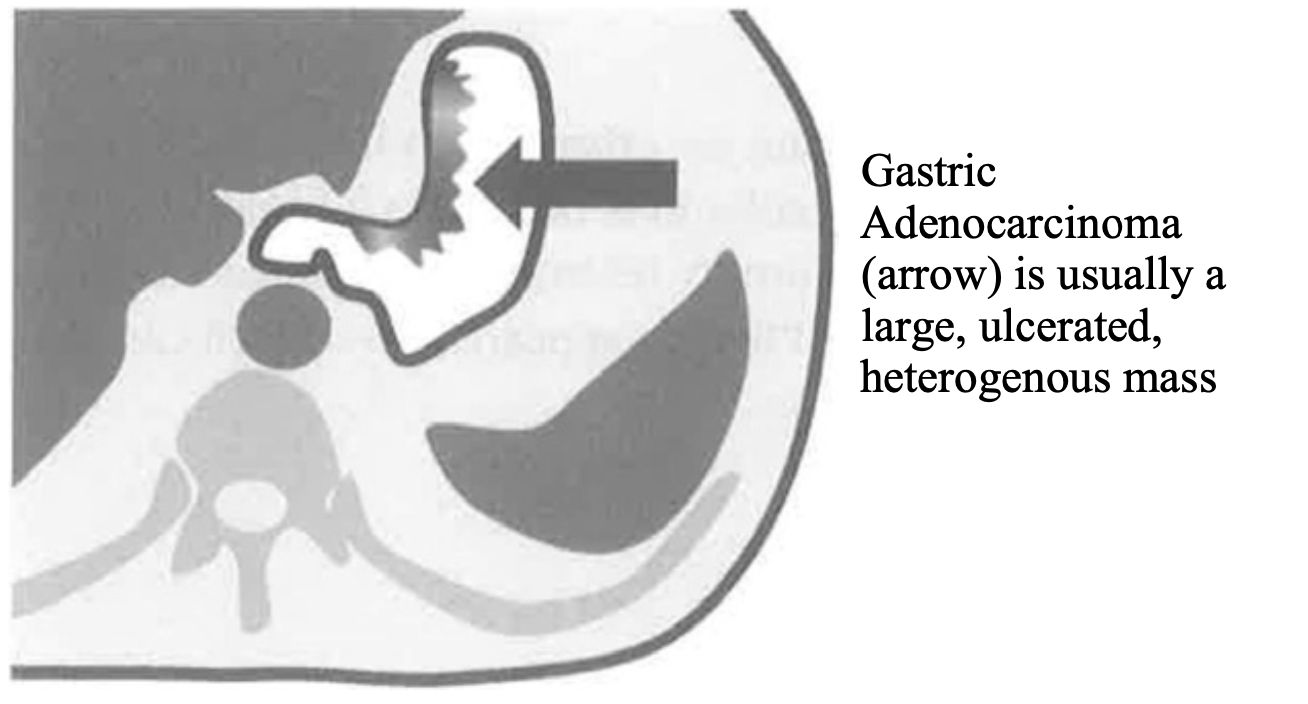 Gastric
Adenocarcinoma
(arrow) is usually a
large, ulcerated,
heterogenous mass